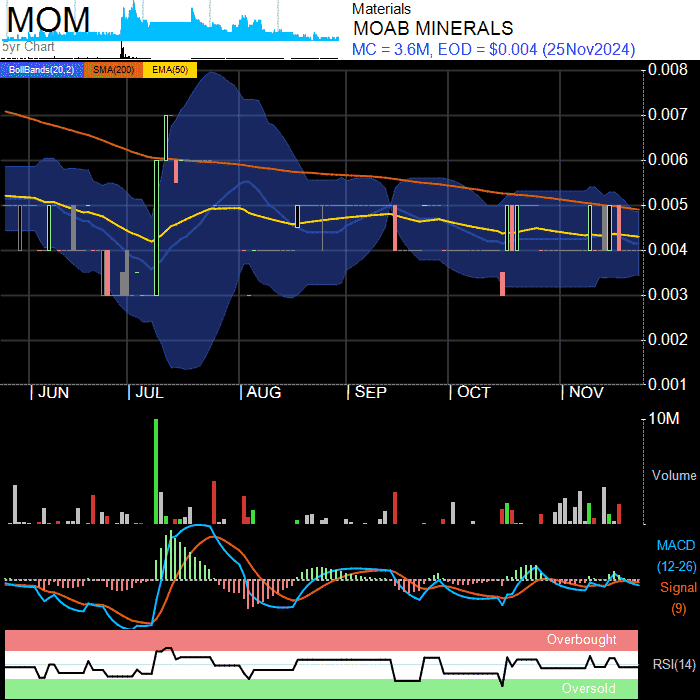 MOM
5yr Chart
Materials
MOAB MINERALS
MC = 3.6M, EOD = $0.004 (25Nov2024)
BollBands(20,2) SMA(200) EMA(50)
0.008
0.007
0.006
0.005
0.004
0.003
0.002
0.001
JUN JUL AUG SEP OCT NOV
10M
Volume
MACD
(12-26)
Signal
(9)
Overbought
RSI(14)
Oversold